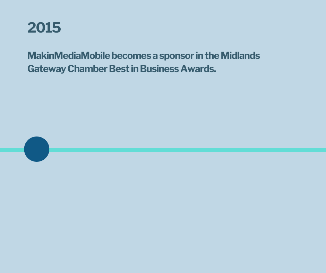 2015
MakinMediaMobile becomes a sponsor in the Midlands
Gateway Chamber Best in Business Awards.